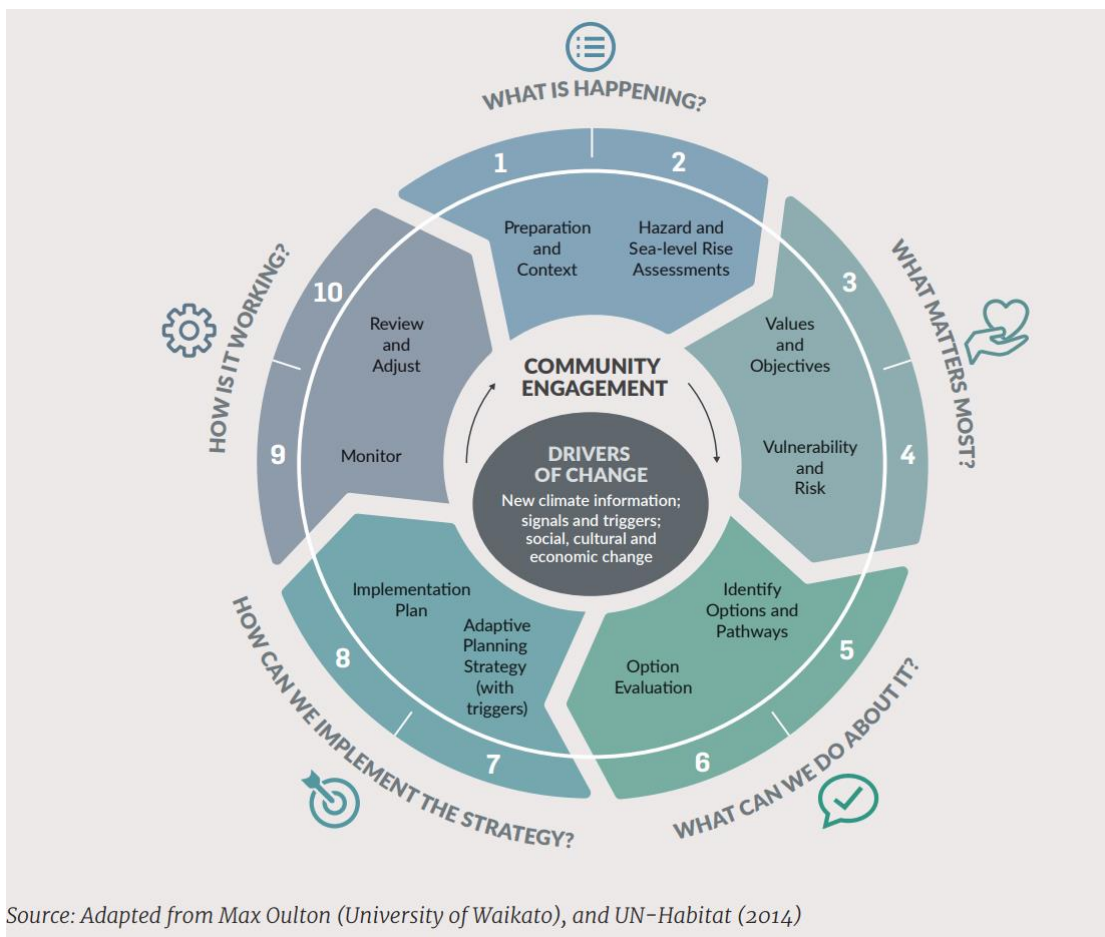 WHAT IS HAPPENING?
1
2
Preparation
and
Context
Hazard and
Sea-level Rise
Assessments
WHAT MATTERS MOST?
3
Values
and
Objectives
4
Vulnerability
and
Risk
WHAT CAN WE DO ABOUT IT?
5
Identify
Options and
Pathways
6
Option
Evaluation
HOW CAN WE IMPLEMENT THE STRATEGY?
7
Adaptive
Planning
Strategy
(with
triggers)
8
Implementation
Plan
HOW IS IT WORKING?
9
Monitor
10
Review
and
Adjust
COMMUNITY
ENGAGEMENT
DRIVERS
OF CHANGE
New climate information;
signals and triggers;
social, cultural and
economic change
Source: Adapted from Max Oulton (University of Waikato), and UN-Habitat (2014)